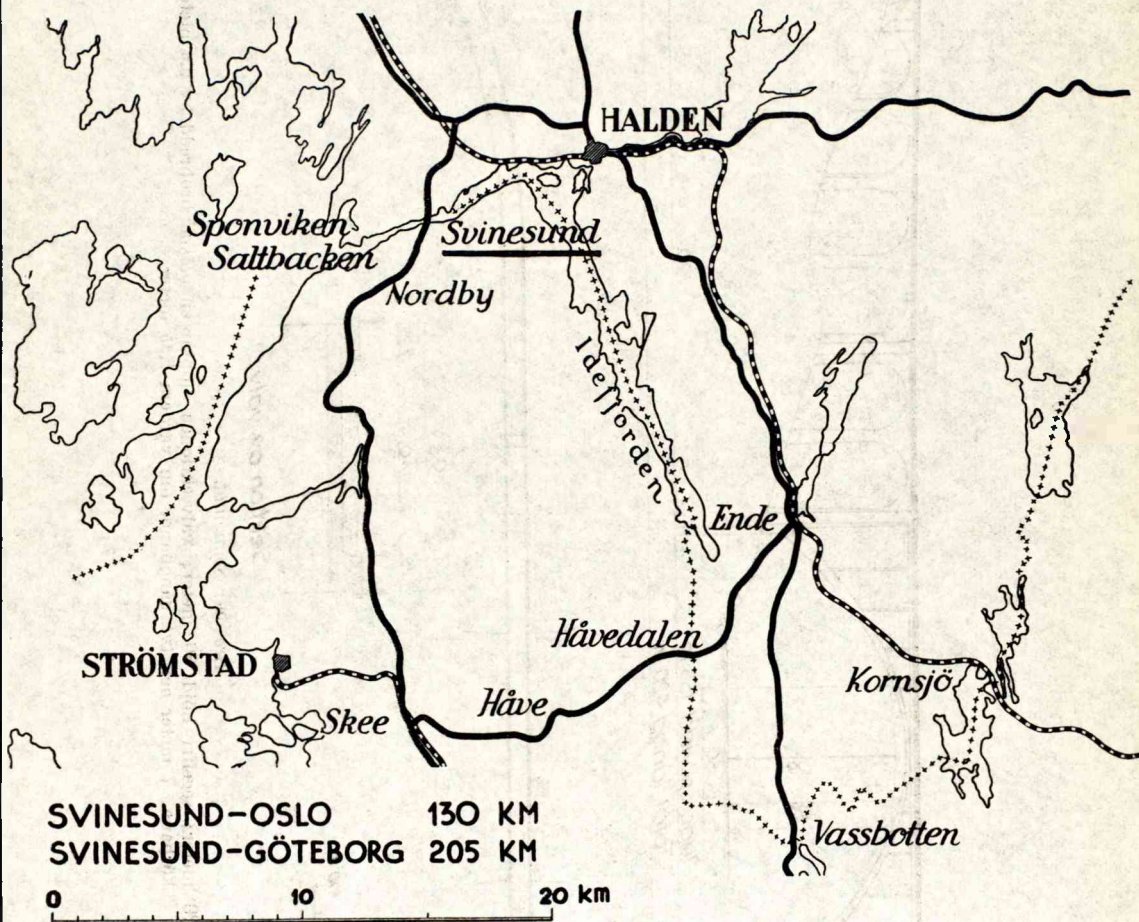 HALDEN
Sponviken
Saltbacken
Svinesund
Nordby
Idefjorden
Ende
Håvedalen
STRÖMSTAD
Kornsjö
Håve
Skee
SVINESUND-OSLO 130 KM
SVINESUND-GÖTEBORG 205 KM
Vassbotten
0 10 20 km